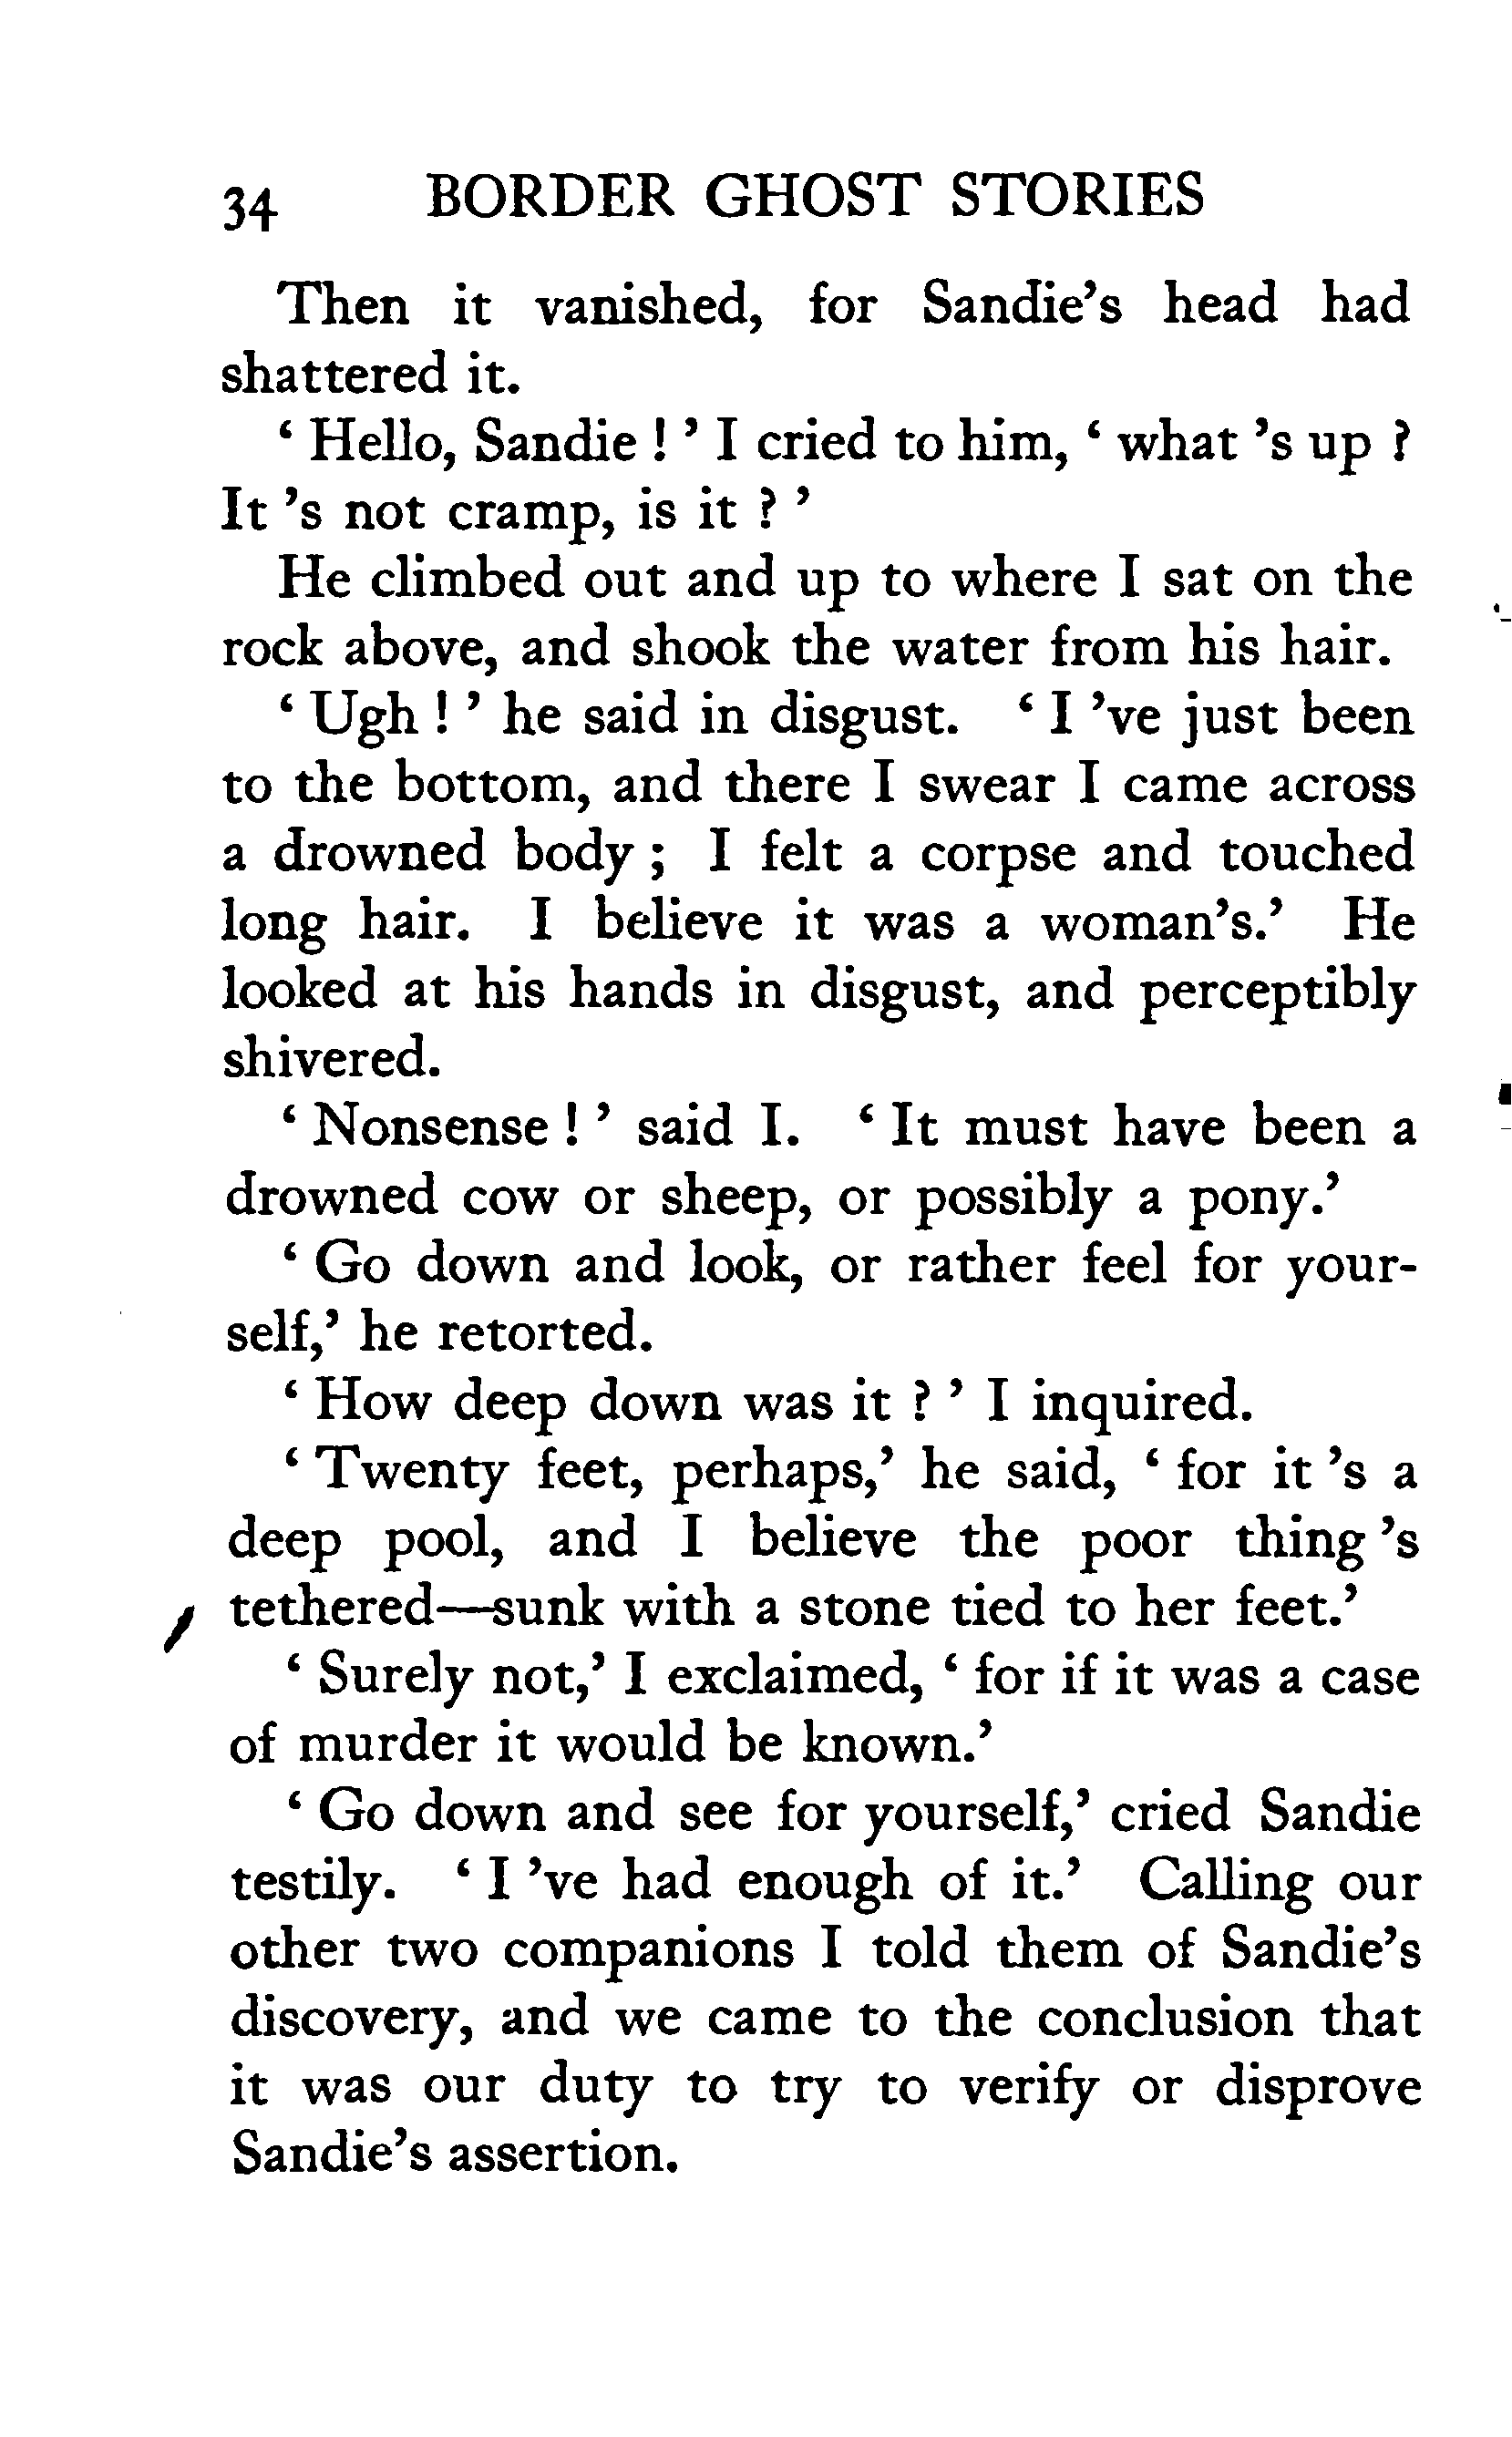 34 BORDER GHOST STORIES
Then it vanished, for Sandie's head had
shattered it.
‘ Hello, Sandie ! ’ I cried to him, ‘ what ’s up ?
It ’s not cramp, is it ? ’
He climbed out and up to where I sat on the
rock above, and shook the water from his hair.
‘ Ugh ! ’ he said in disgust. ‘ I ’ve just been
to the bottom, and there I swear I came across
a drowned body ; I felt a corpse and touched
long hair. I believe it was a woman’s.’ He
looked at his hands in disgust, and perceptibly
shivered.
‘ Nonsense ! ’ said I. ‘ It must have been a
drowned cow or sheep, or possibly a pony.’
‘ Go down and look, or rather feel for your-
self,’ he retorted.
‘ How deep down was it ? ’ I inquired.
‘ Twenty feet, perhaps,’ he said, ‘ for it ’s a
deep pool, and I believe the poor thing ’s
tethered—sunk with a stone tied to her feet.’
‘ Surely not,’ I exclaimed, ‘ for if it was a case
of murder it would be known.’
‘ Go down and see for yourself,’ cried Sandie
testily. ‘ I ’ve had enough of it.’ Calling our
other two companions I told them of Sandie’s
discovery, and we came to the conclusion that
it was our duty to try to verify or disprove
Sandie’s assertion.